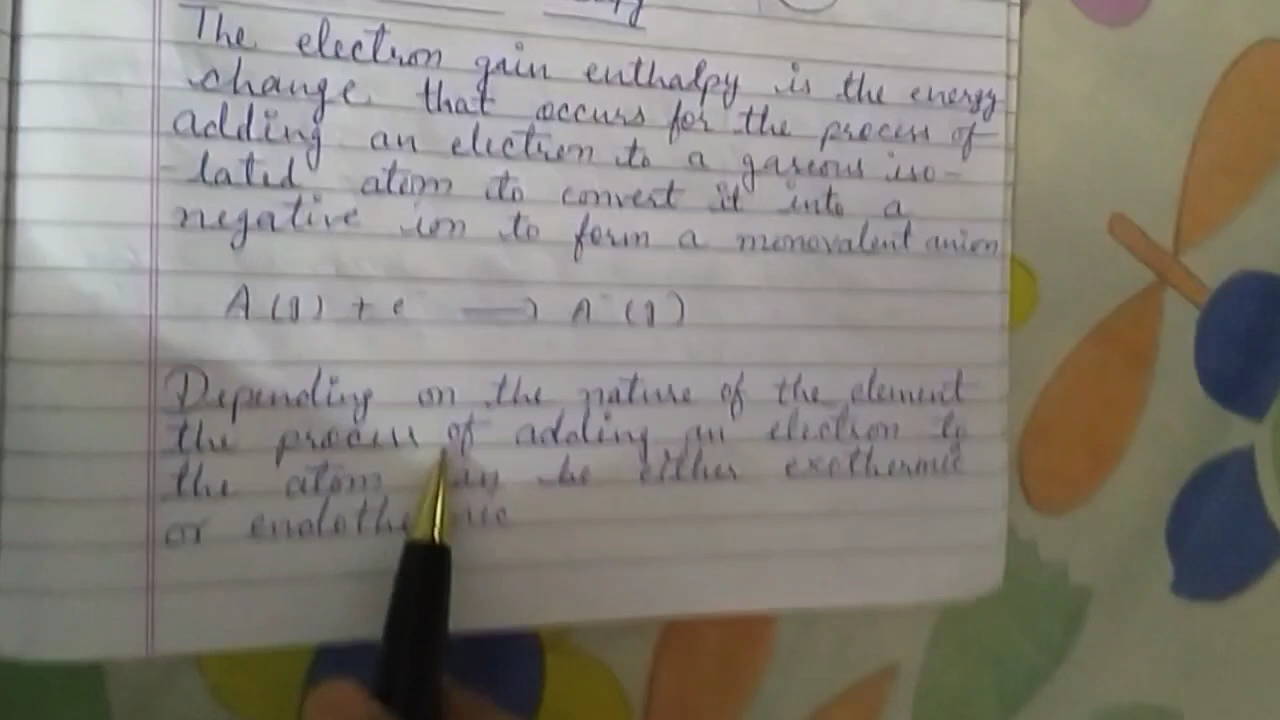 The electron gain enthalpy is the energy
change that occurs for the process of
adding an electron to a gaseous iso-
lated atom to convert it into a
negative ion to form a monovalent anion
A (g) + e ⟶ A⁻ (g)
Depending on the nature of the element
the process of adding an electron to
the atom be either exothermic
or